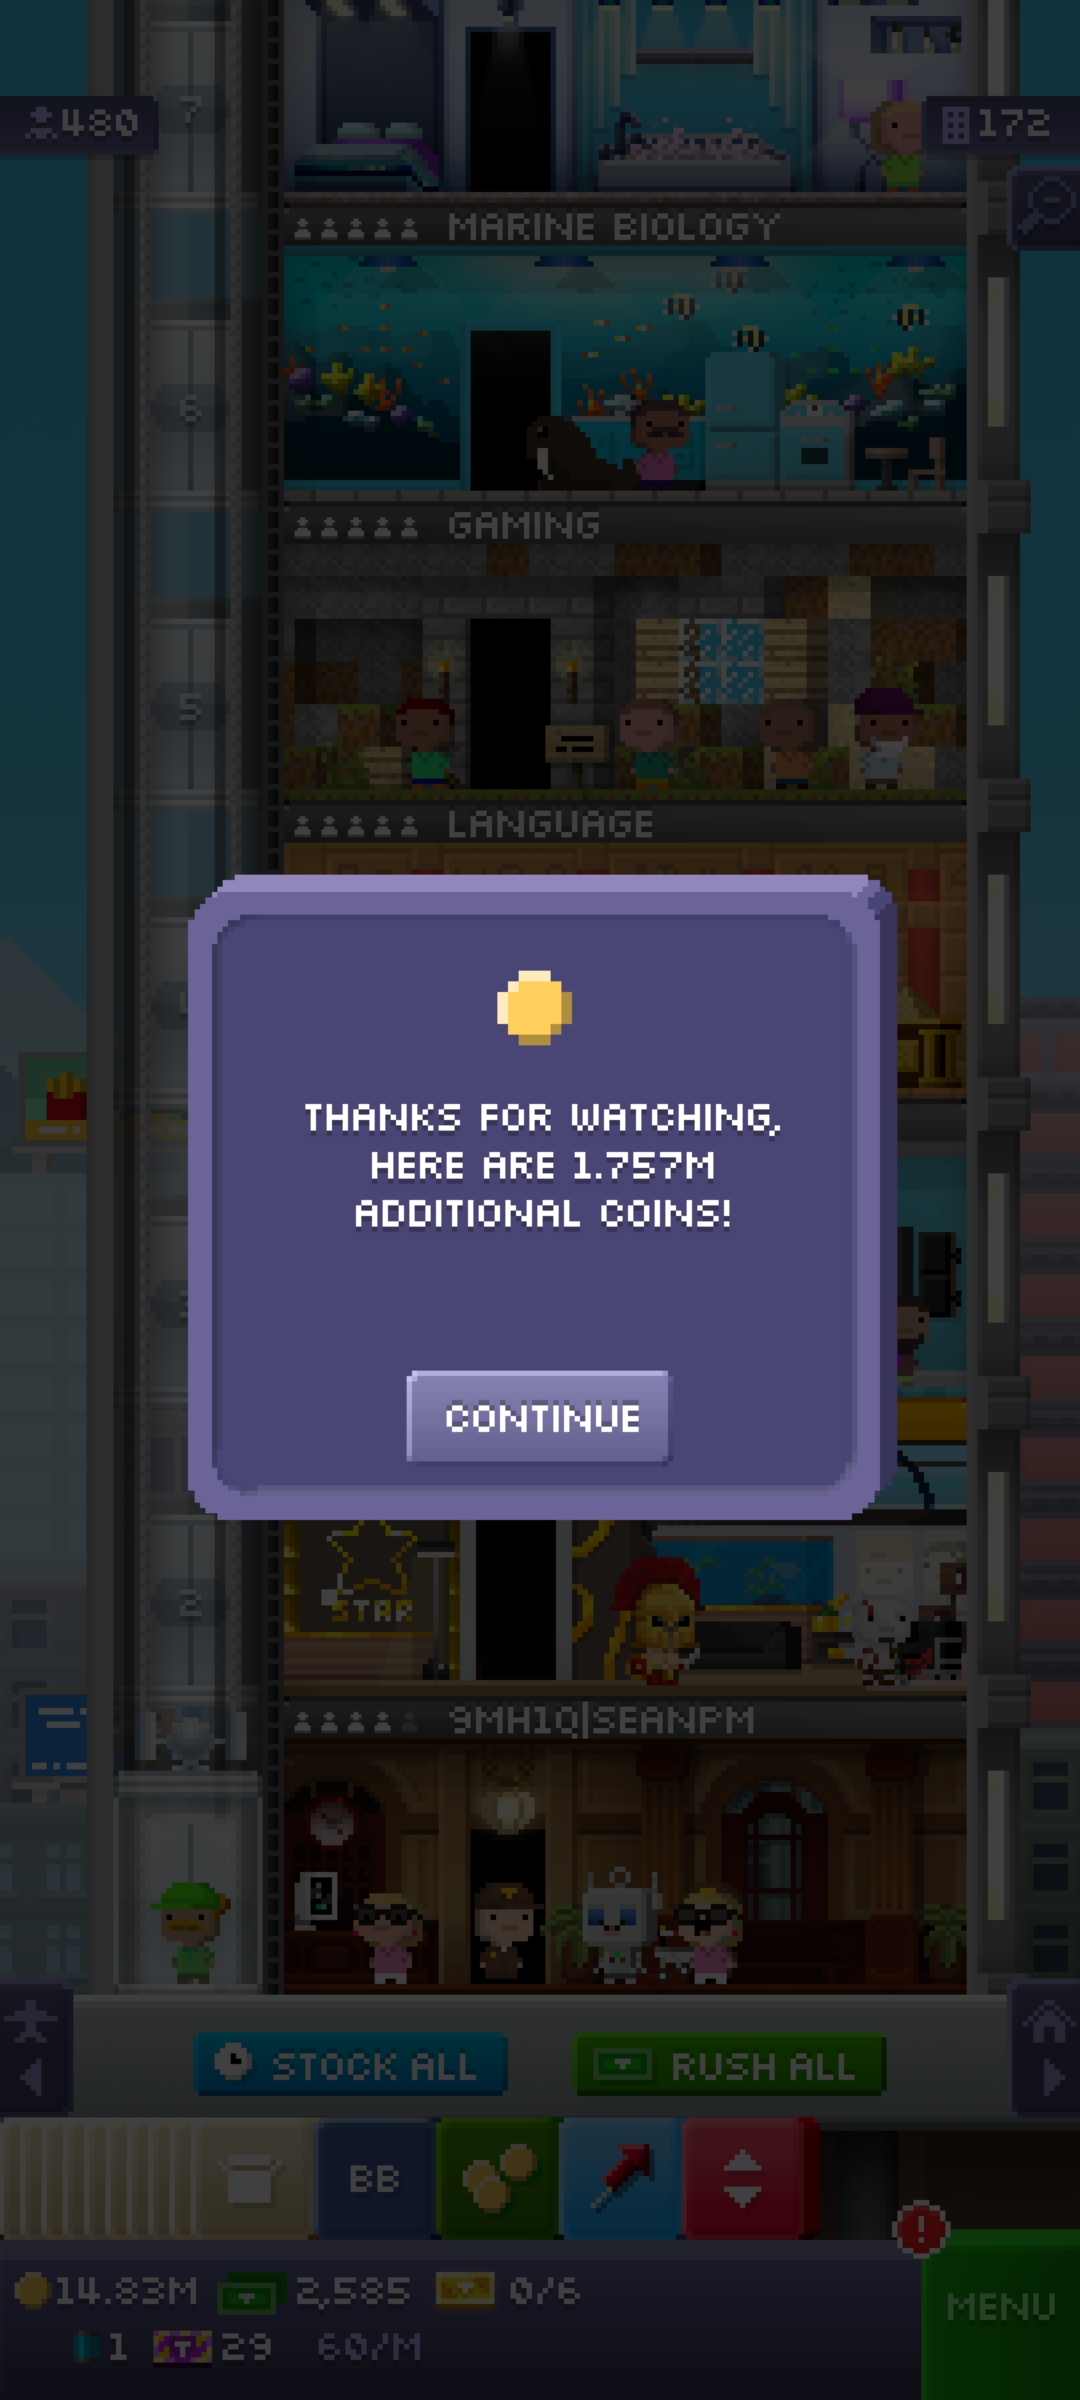 7
480
172
MARINE BIOLOGY
6
GAMING
5
LANGUAGE
THANKS FOR WATCHING,
HERE ARE 1.757M
ADDITIONAL COINS!
CONTINUE
2
STAR
9MH1Q|SEANPM
STOCK ALL
RUSH ALL
BB
14.83M
2,585
0/6
MENU
1
29
60/M